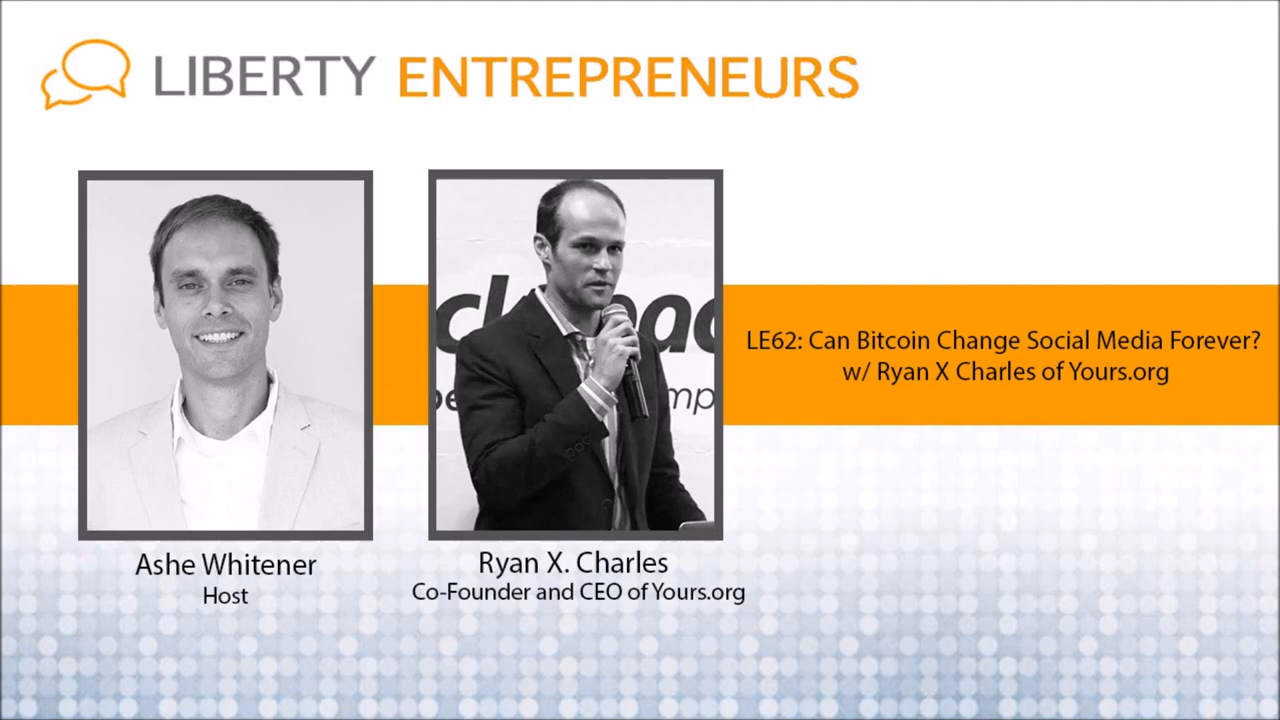 LIBERTY ENTREPRENEURS
LE62: Can Bitcoin Change Social Media Forever?
w/ Ryan X Charles of Yours.org
Ashe Whitener
Host
Ryan X. Charles
Co-Founder and CEO of Yours.org